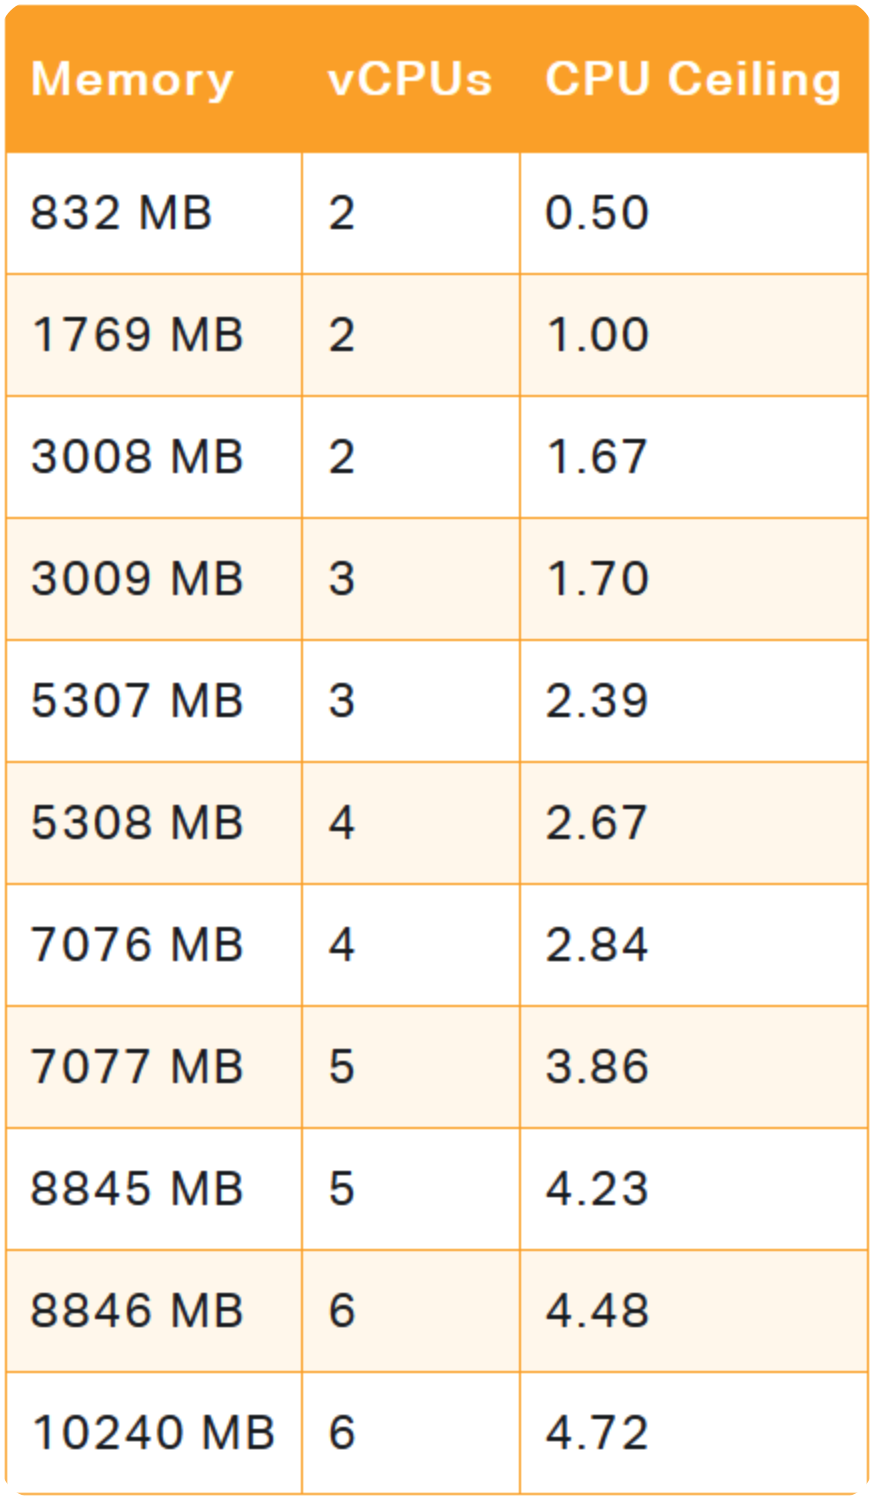 Memory vCPUs CPU Ceiling
832 MB 2 0.50
1769 MB 2 1.00
3008 MB 2 1.67
3009 MB 3 1.70
5307 MB 3 2.39
5308 MB 4 2.67
7076 MB 4 2.84
7077 MB 5 3.86
8845 MB 5 4.23
8846 MB 6 4.48
10240 MB 6 4.72